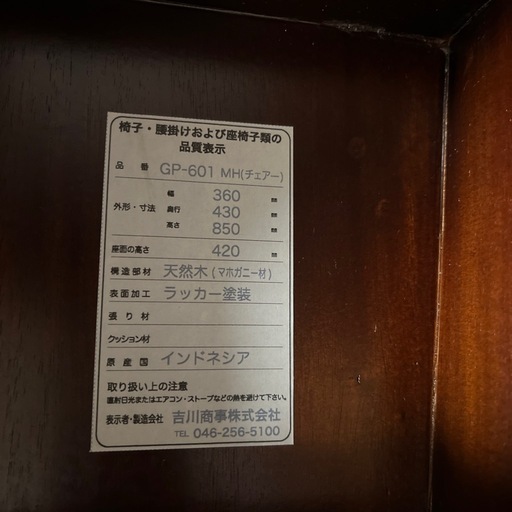 椅子・腰掛けおよび座椅子類の
品質表示
品番 GP-601 MH(チェアー)
幅 360 mm
外形・寸法 奥行 430 mm
高さ 850 mm
座面の高さ 420 mm
構造部材 天然木(マホガニー材)
表面加工 ラッカー塗装
張り材
クッション材
原産国 インドネシア
取り扱い上の注意
直射日光またはエアコン・ストーブなどの熱を避けて下さい。
表示者・製造会社 吉川商事株式会社
TEL 046-256-5100